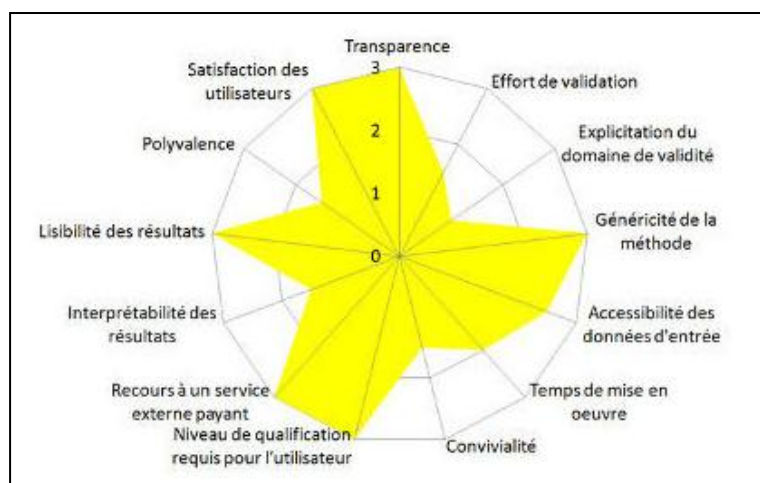 Transparence
3
Satisfaction des
utilisateurs
Effort de validation
2
Polyvalence
Explicitation du
domaine de validité
1
Lisibilité des résultats
Généricité de la
méthode
0
Interprétabilité des
résultats
Accessibilité des
données d'entrée
Recours à un service
externe payant
Temps de mise en
oeuvre
Niveau de qualification
requis pour l'utilisateur
Convivialité